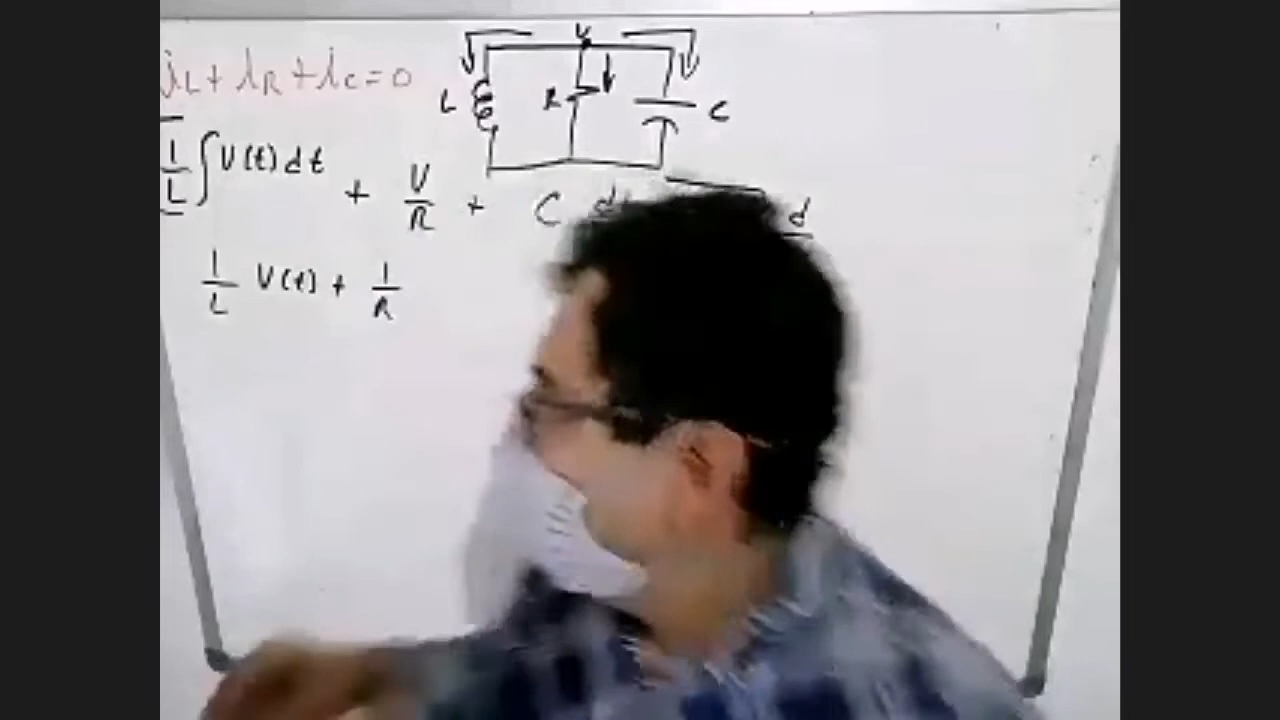 iL + iR + iC = 0
V
L R C
1/L ∫ V(t) dt + V/R + C d
d
1/L V(t) + 1/R